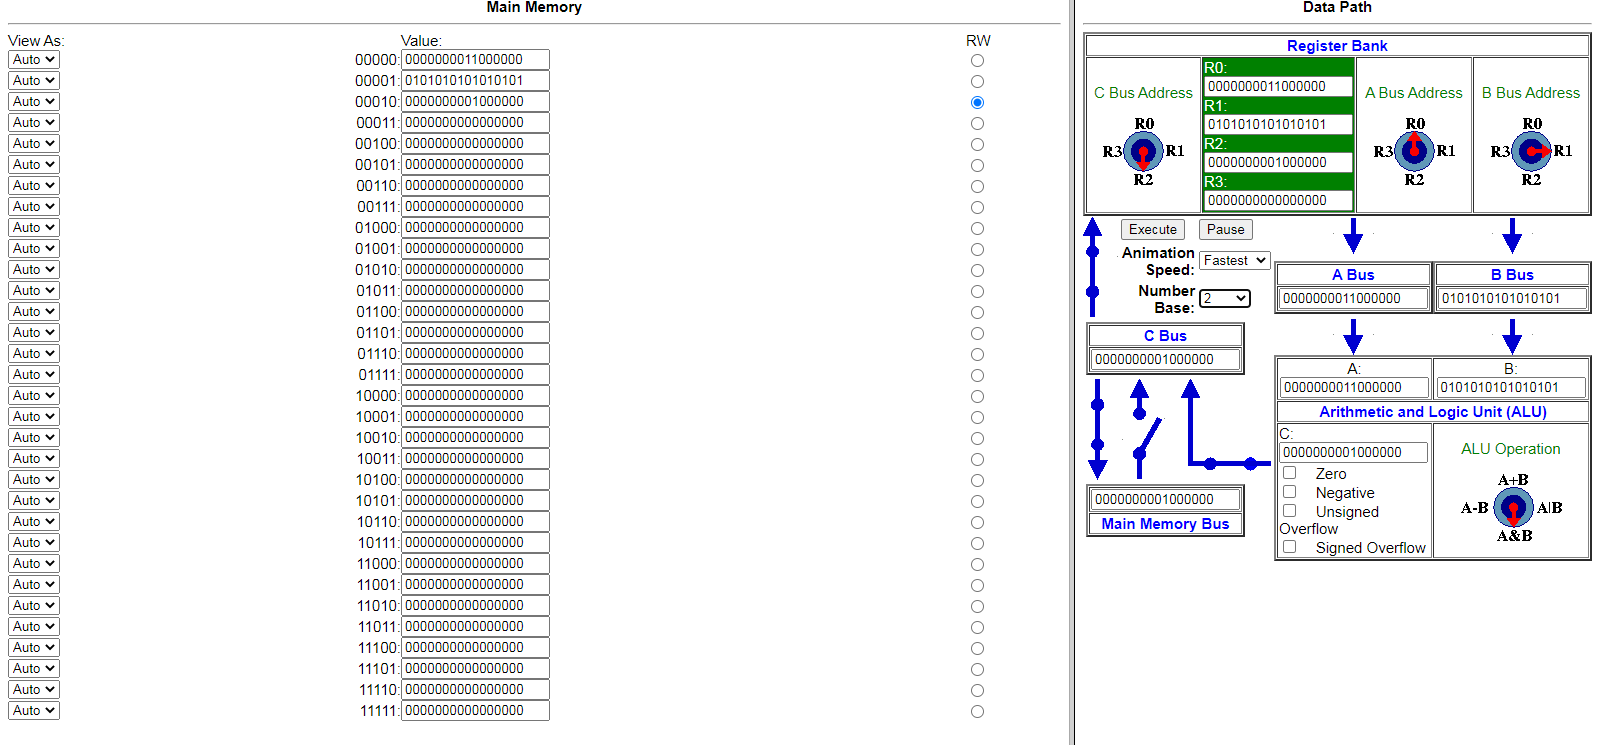 Main Memory
View As: Value: RW
Auto 00000: 0000000011000000
Auto 00001: 0101010101010101
Auto 00010: 0000000001000000
Auto 00011: 0000000000000000
Auto 00100: 0000000000000000
Auto 00101: 0000000000000000
Auto 00110: 0000000000000000
Auto 00111: 0000000000000000
Auto 01000: 0000000000000000
Auto 01001: 0000000000000000
Auto 01010: 0000000000000000
Auto 01011: 0000000000000000
Auto 01100: 0000000000000000
Auto 01101: 0000000000000000
Auto 01110: 0000000000000000
Auto 01111: 0000000000000000
Auto 10000: 0000000000000000
Auto 10001: 0000000000000000
Auto 10010: 0000000000000000
Auto 10011: 0000000000000000
Auto 10100: 0000000000000000
Auto 10101: 0000000000000000
Auto 10110: 0000000000000000
Auto 10111: 0000000000000000
Auto 11000: 0000000000000000
Auto 11001: 0000000000000000
Auto 11010: 0000000000000000
Auto 11011: 0000000000000000
Auto 11100: 0000000000000000
Auto 11101: 0000000000000000
Auto 11110: 0000000000000000
Auto 11111: 0000000000000000
Data Path
Register Bank
C Bus Address
R0
R3 R1
R2
R0:
0000000011000000
R1:
0101010101010101
R2:
0000000001000000
R3:
0000000000000000
A Bus Address
R0
R3 R1
R2
B Bus Address
R0
R3 R1
R2
Execute Pause
Animation
Speed: Fastest
Number
Base: 2
A Bus
0000000011000000
B Bus
0101010101010101
C Bus
0000000001000000
A:
0000000011000000
B:
0101010101010101
Arithmetic and Logic Unit (ALU)
C:
0000000001000000
Zero
Negative
Unsigned
Overflow
Signed Overflow
ALU Operation
A+B
A-B A|B
A&B
0000000001000000
Main Memory Bus